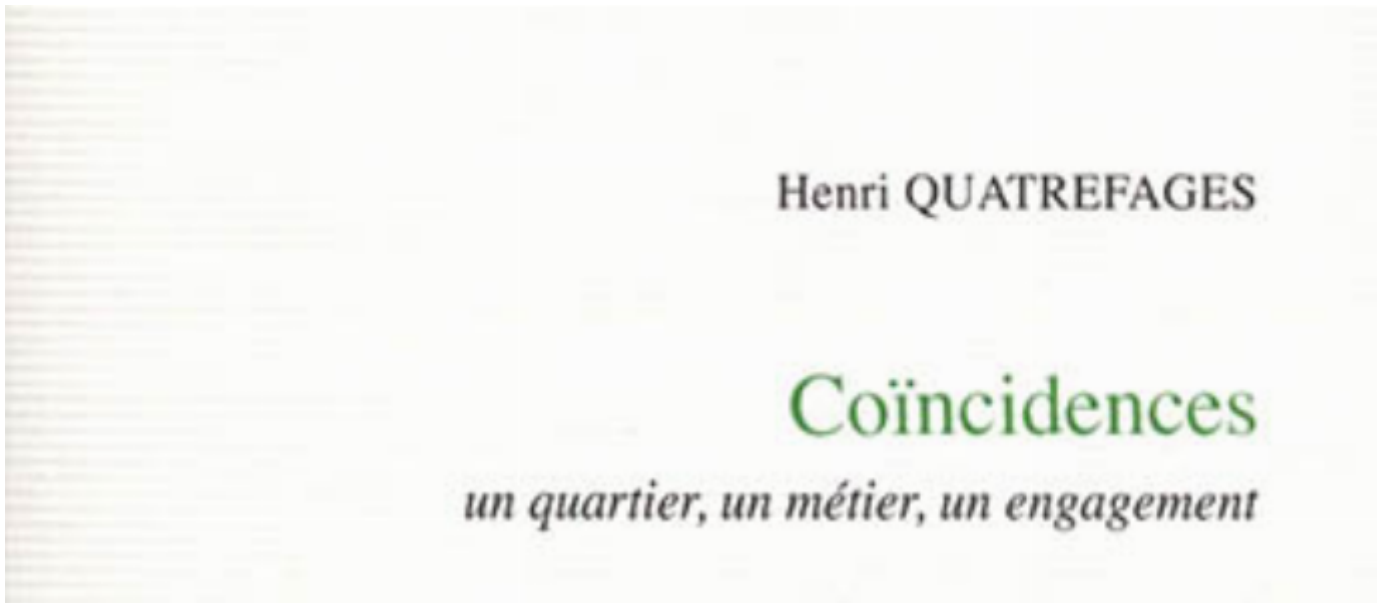 Henri QUATREFAGES
Coïncidences
un quartier, un métier, un engagement